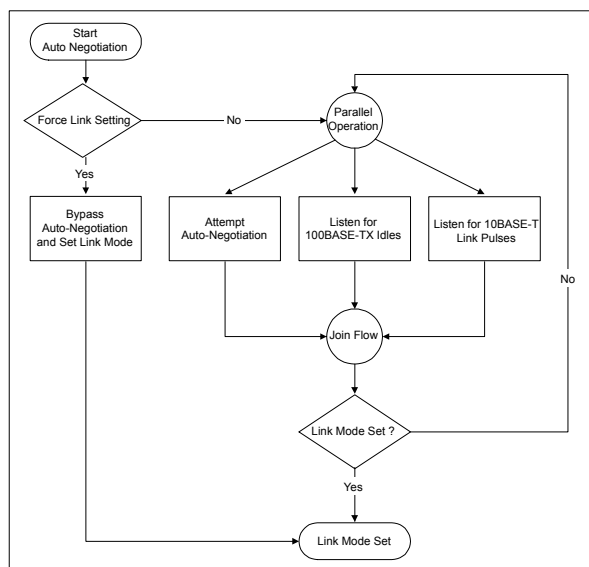 Start
Auto Negotiation
Force Link Setting
No
Parallel
Operation
Yes
Bypass
Auto-Negotiation
and Set Link Mode
Attempt
Auto-Negotiation
Listen for
100BASE-TX Idles
Listen for 10BASE-T
Link Pulses
No
Join Flow
Link Mode Set ?
Yes
Link Mode Set